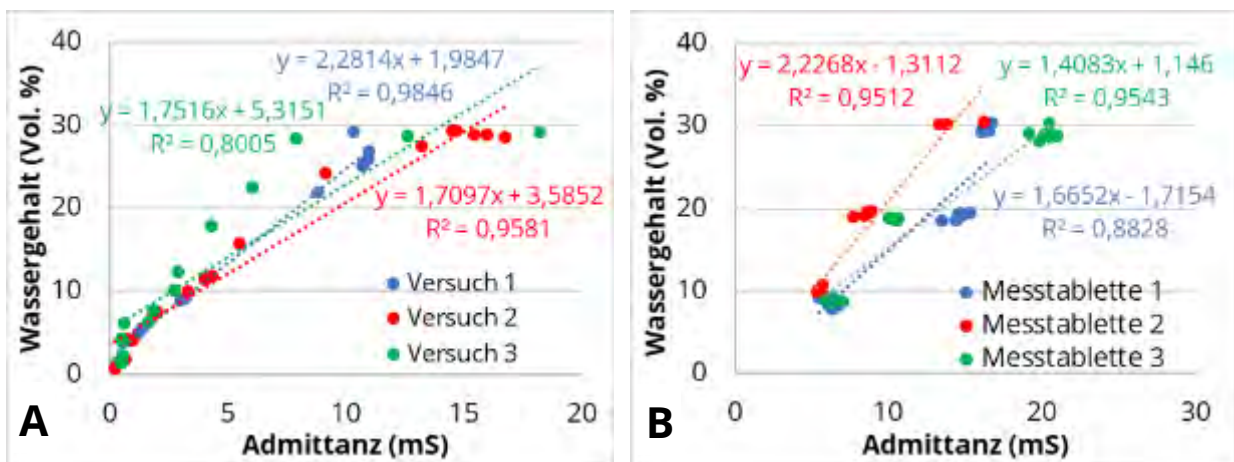 40
30
20
10
0
Wassergehalt (Vol. %)
y = 2,2814x + 1,9847
R² = 0,9846
y = 1,7516x + 5,3151
R² = 0,8005
y = 1,7097x + 3,5852
R² = 0,9581
Versuch 1
Versuch 2
Versuch 3
0 5 10 15 20
Admittanz (mS)
A
40
30
20
10
0
Wassergehalt (Vol. %)
y = 2,2268x - 1,3112
R² = 0,9512
y = 1,4083x + 1,146
R² = 0,9543
y = 1,6652x - 1,7154
R² = 0,8828
Messtablette 1
Messtablette 2
Messtablette 3
0 10 20 30
Admittanz (mS)
B